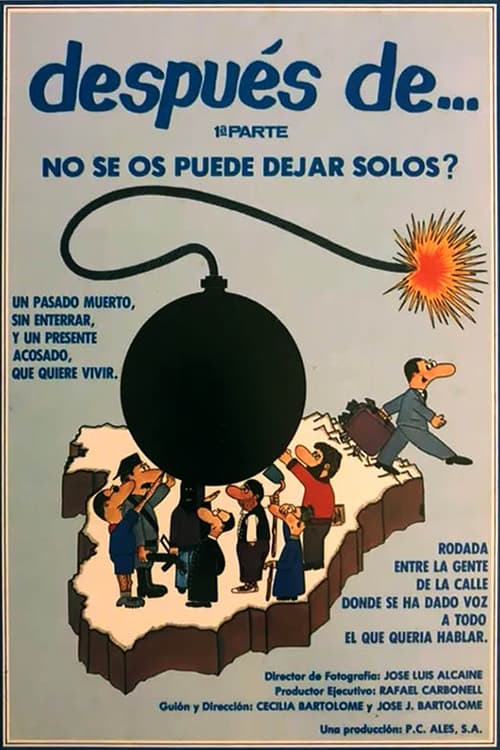 después de...
1ª PARTE
NO SE OS PUEDE DEJAR SOLOS?
UN PASADO MUERTO,
SIN ENTERRAR,
Y UN PRESENTE
ACOSADO,
QUE QUIERE VIVIR.
RODADA
ENTRE LA GENTE
DE LA CALLE
DONDE SE HA DADO VOZ
A TODO
EL QUE QUERIA HABLAR.
Director de Fotografía: JOSE LUIS ALCAINE
Productor Ejecutivo: RAFAEL CARBONELL
Guión y Dirección: CECILIA BARTOLOME y JOSE J. BARTOLOME
Una producción: P.C. ALES, S.A.